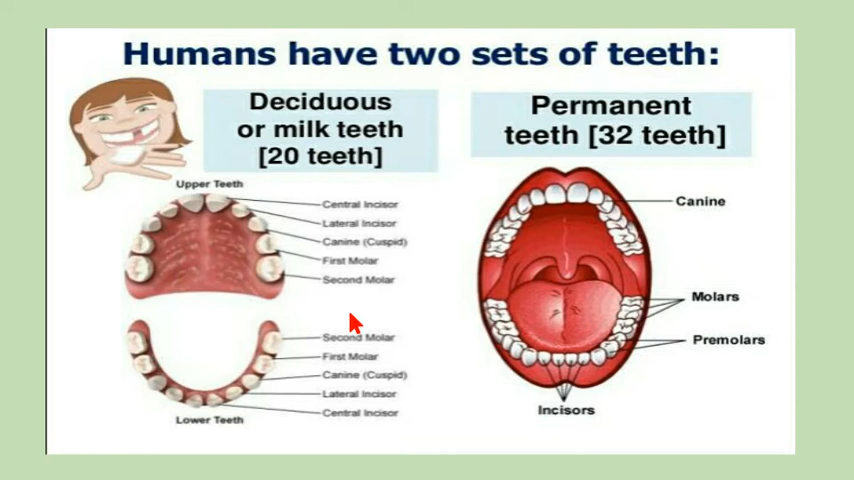 Humans have two sets of teeth:
Deciduous
or milk teeth
[20 teeth]
Permanent
teeth [32 teeth]
Upper Teeth
Central Incisor
Lateral Incisor
Canine (Cuspid)
First Molar
Second Molar
Second Molar
First Molar
Canine (Cuspid)
Lateral Incisor
Central Incisor
Lower Teeth
Canine
Molars
Premolars
Incisors